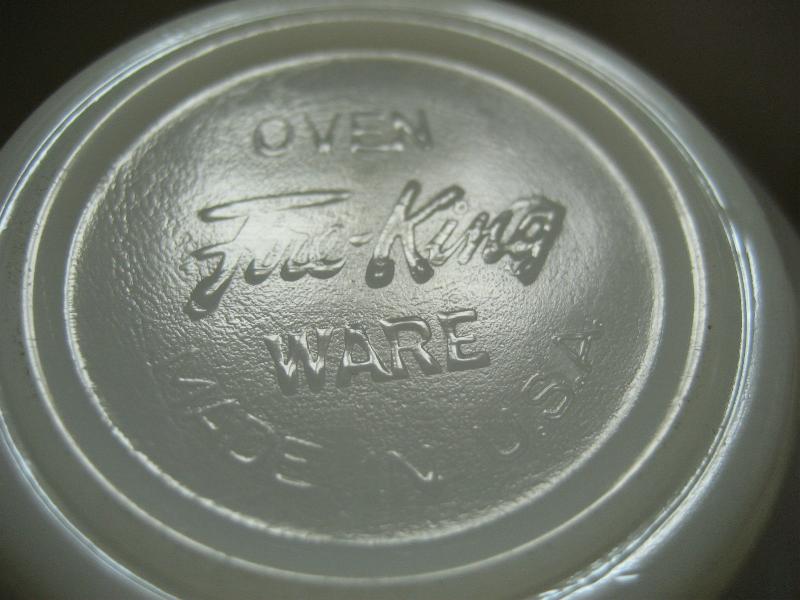 OVEN
Fire-King
WARE
MADE IN U.S.A.